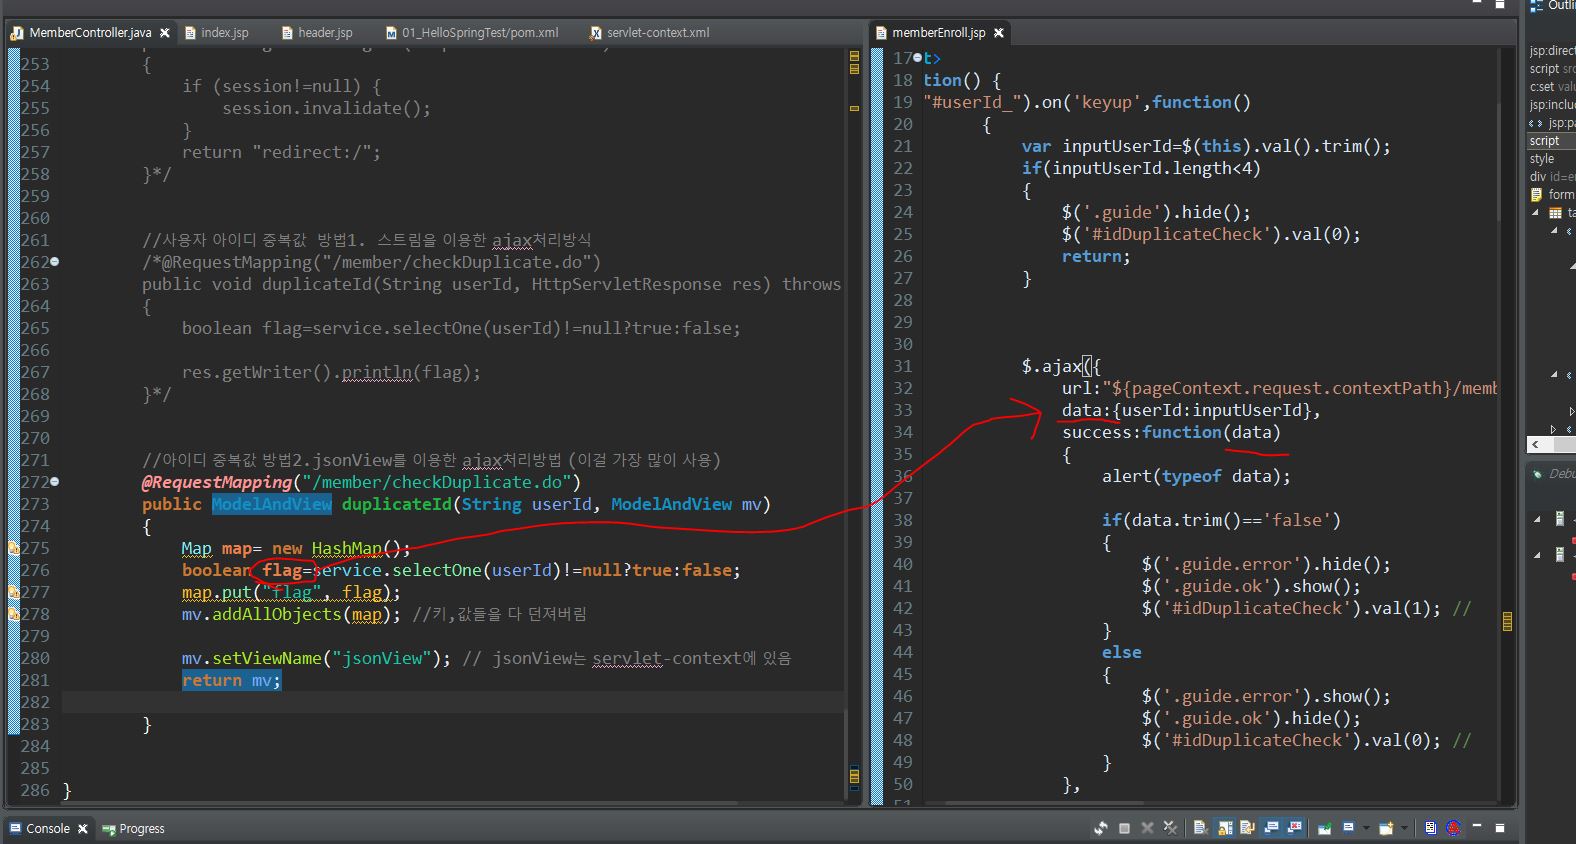 MemberController.java
index.jsp
header.jsp
01_HelloSpringTest/pom.xml
servlet-context.xml
253 {
254 if (session!=null) {
255 session.invalidate();
256 }
257 return "redirect:/";
258 }*/
259
260
261 //사용자 아이디 중복값 방법1. 스트림을 이용한 ajax처리방식
262 /*@RequestMapping("/member/checkDuplicate.do")
263 public void duplicateId(String userId, HttpServletResponse res) throws
264 {
265 boolean flag=service.selectOne(userId)!=null?true:false;
266
267 res.getWriter().println(flag);
268 }*/
269
270
271 //아이디 중복값 방법2.jsonView를 이용한 ajax처리방법 (이걸 가장 많이 사용)
272 @RequestMapping("/member/checkDuplicate.do")
273 public ModelAndView duplicateId(String userId, ModelAndView mv)
274 {
275 Map map= new HashMap();
276 boolean flag=service.selectOne(userId)!=null?true:false;
277 map.put("flag", flag);
278 mv.addAllObjects(map); //키,값들을 다 던져버림
279
280 mv.setViewName("jsonView"); // jsonView는 servlet-context에 있음
281 return mv;
282
283 }
284
285
286 }
memberEnroll.jsp
17 t>
18 tion() {
19 "#userId_").on('keyup',function()
20 {
21 var inputUserId=$(this).val().trim();
22 if(inputUserId.length<4)
23 {
24 $('.guide').hide();
25 $('#idDuplicateCheck').val(0);
26 return;
27 }
28
29
30
31 $.ajax({
32 url:"${pageContext.request.contextPath}/memb
33 data:{userId:inputUserId},
34 success:function(data)
35 {
36 alert(typeof data);
37
38 if(data.trim()=='false')
39 {
40 $('.guide.error').hide();
41 $('.guide.ok').show();
42 $('#idDuplicateCheck').val(1); //
43 }
44 else
45 {
46 $('.guide.error').show();
47 $('.guide.ok').hide();
48 $('#idDuplicateCheck').val(0); //
49 }
50 },
Outlin
jsp:direct
script src
c:set valu
jsp:inclu
jsp:pa
script
style
div id=en
form
ta
Debu
Console
Progress